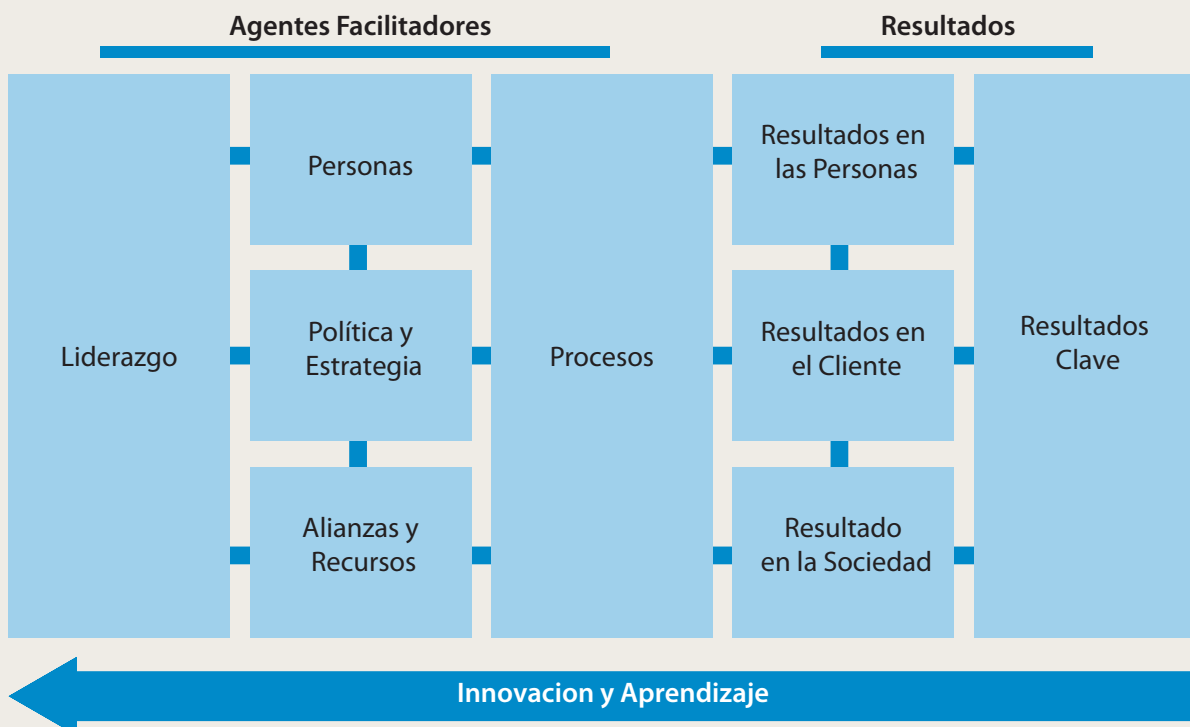 Agentes Facilitadores
Resultados
Liderazgo
Personas
Política y
Estrategia
Alianzas y
Recursos
Procesos
Resultados en
las Personas
Resultados en
el Cliente
Resultado
en la Sociedad
Resultados
Clave
Innovacion y Aprendizaje